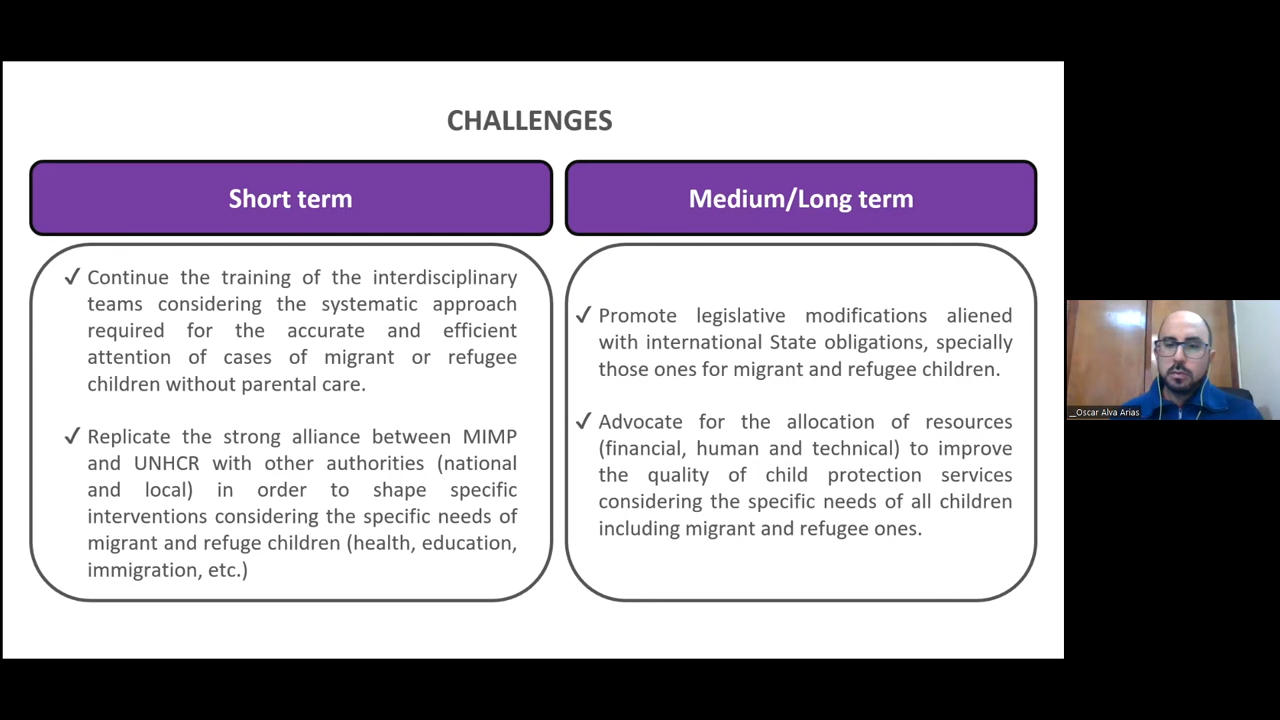 CHALLENGES
Short term
Continue the training of the interdisciplinary
teams considering the systematic approach
required for the accurate and efficient
attention of cases of migrant or refugee
children without parental care.
Replicate the strong alliance between MIMP
and UNHCR with other authorities (national
and local) in order to shape specific
interventions considering the specific needs of
migrant and refuge children (health, education,
immigration, etc.)
Medium/Long term
Promote legislative modifications aliened
with international State obligations, specially
those ones for migrant and refugee children.
Advocate for the allocation of resources
(financial, human and technical) to improve
the quality of child protection services
considering the specific needs of all children
including migrant and refugee ones.
__Oscar Alva Arias